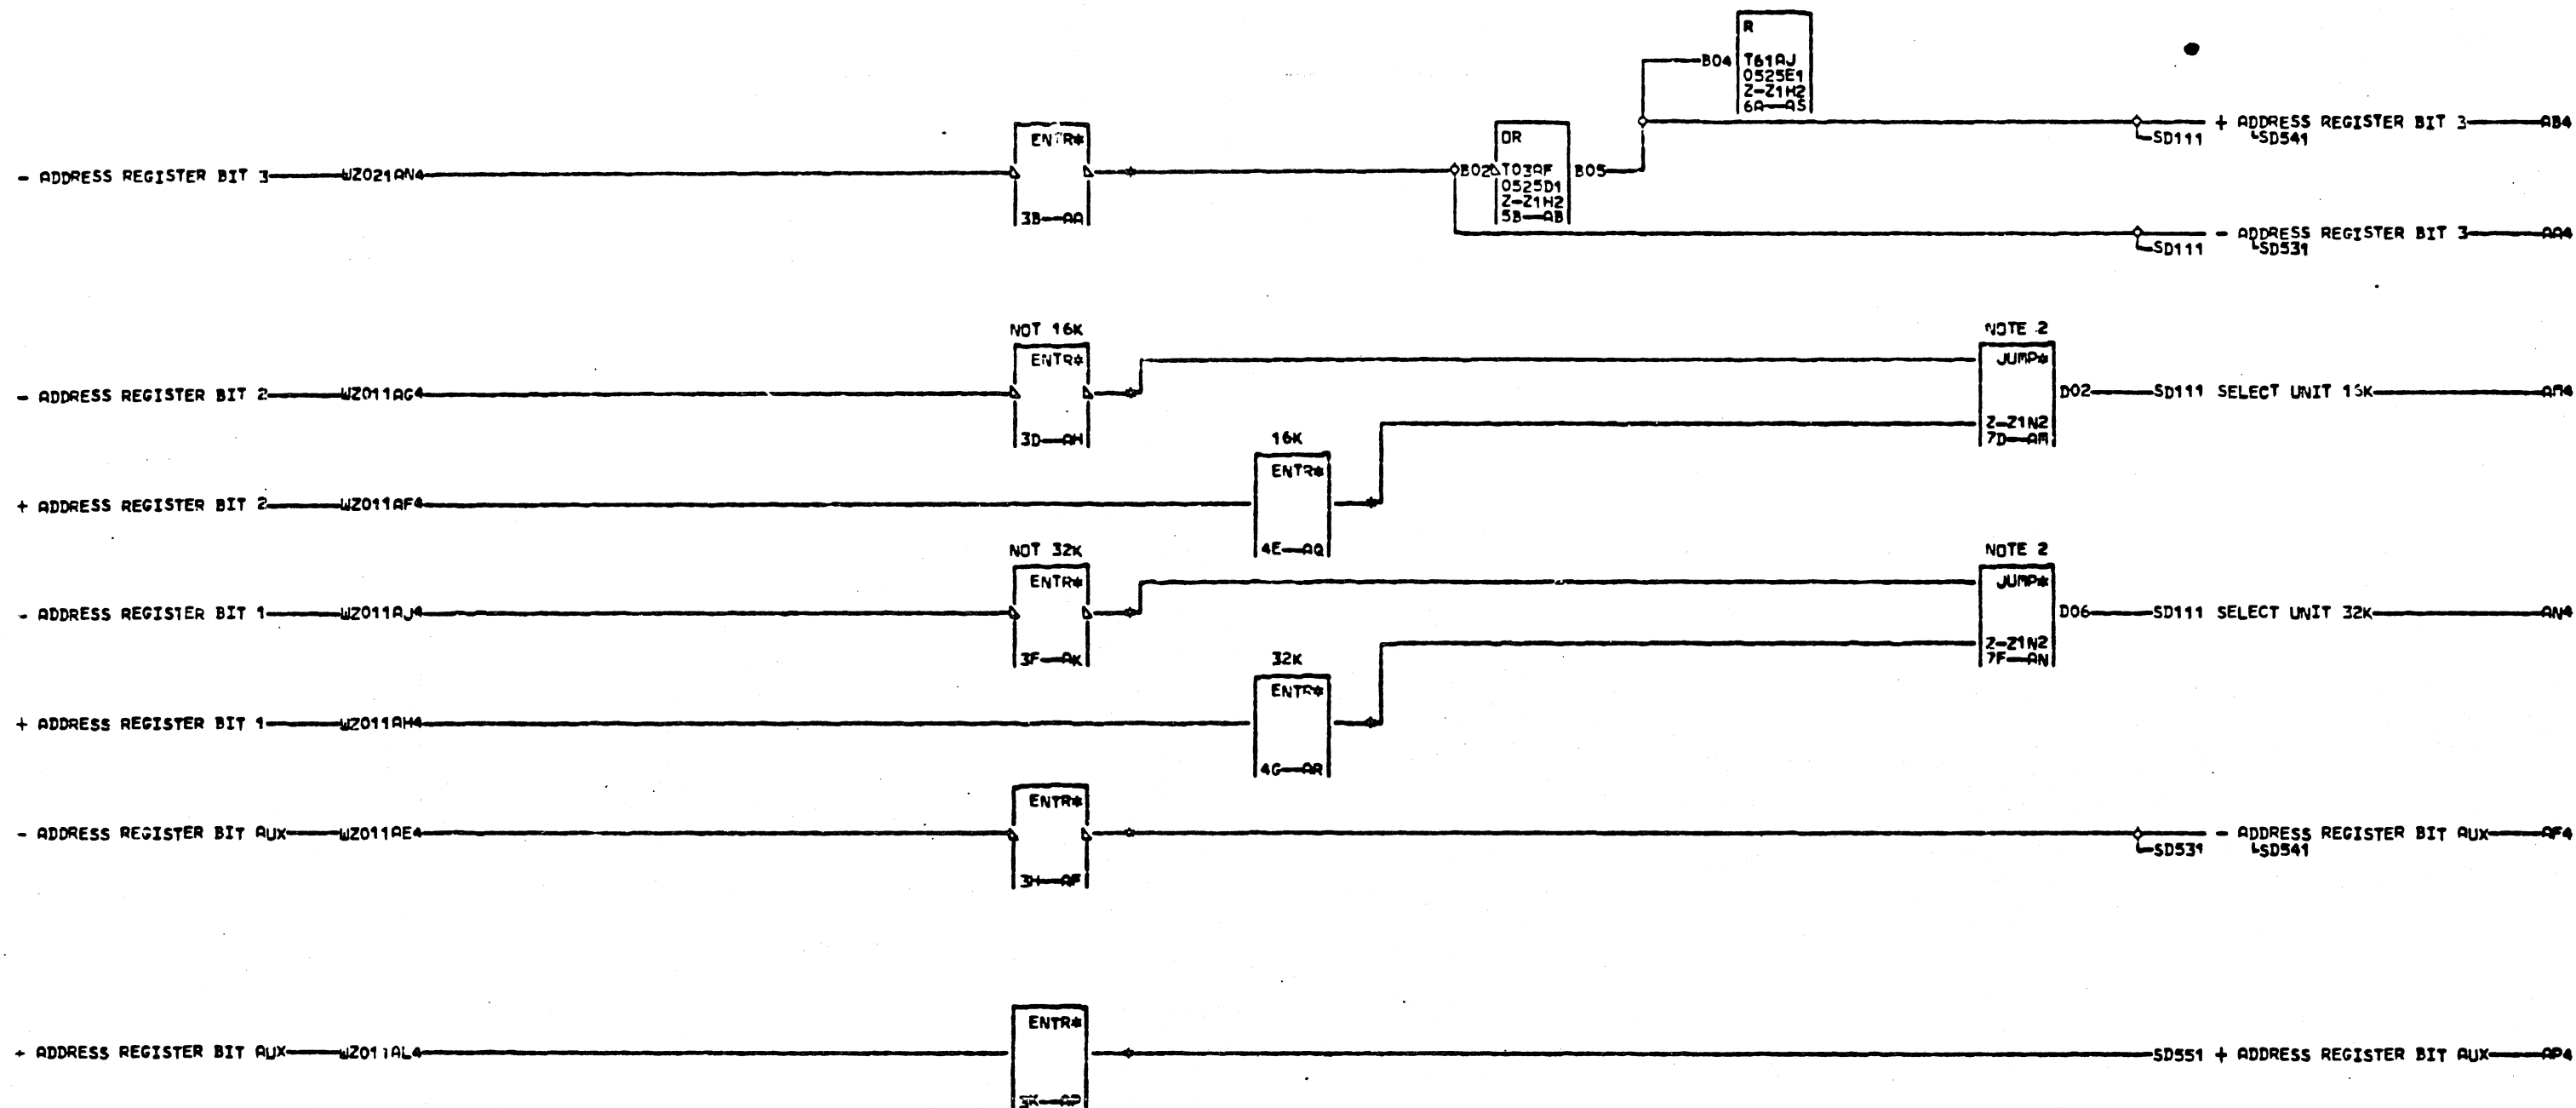 R
B04
T61AJ
0525E1
Z-Z1H2
6A—AS
ENTR*
3B—AA
OR
B02
T03AF
0525D1
Z-Z1H2
5B—AB
B05
SD111
+ ADDRESS REGISTER BIT 3 AB4
SD541
- ADDRESS REGISTER BIT 3 WZ021AN4
SD111
- ADDRESS REGISTER BIT 3 AA4
SD531
NOT 16K
ENTR*
3D—AH
NOTE 2
JUMP*
Z-Z1N2
7D—AM
- ADDRESS REGISTER BIT 2 WZ011AG4
D02 SD111 SELECT UNIT 16K AM4
16K
ENTR*
4E—AQ
+ ADDRESS REGISTER BIT 2 WZ011AF4
NOT 32K
ENTR*
3F—AK
NOTE 2
JUMP*
Z-Z1N2
7F—AN
- ADDRESS REGISTER BIT 1 WZ011AJ4
D06 SD111 SELECT UNIT 32K AN4
32K
ENTR*
4G—AR
+ ADDRESS REGISTER BIT 1 WZ011AH4
ENTR*
3H—AF
- ADDRESS REGISTER BIT AUX WZ011AE4
SD531
- ADDRESS REGISTER BIT AUX AF4
SD541
ENTR*
3K—AP
+ ADDRESS REGISTER BIT AUX WZ011AL4
SD551 + ADDRESS REGISTER BIT AUX AP4